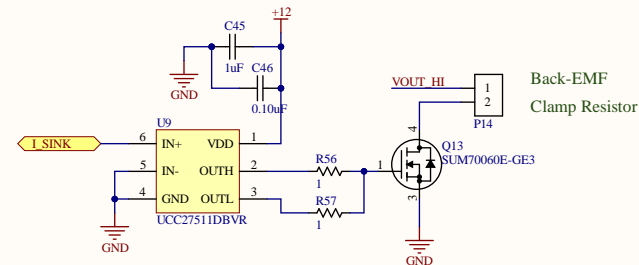 +12
C45
1uF
C46
0.10uF
GND
VOUT_HI
1
2
P14
Back-EMF
Clamp Resistor
U9
I_SINK
6 IN+ VDD 1
5 IN- OUTH 2
4 GND OUTL 3
UCC27511DBVR
GND
R56
1
R57
1
1
4
3
Q13
SUM70060E-GE3
GND